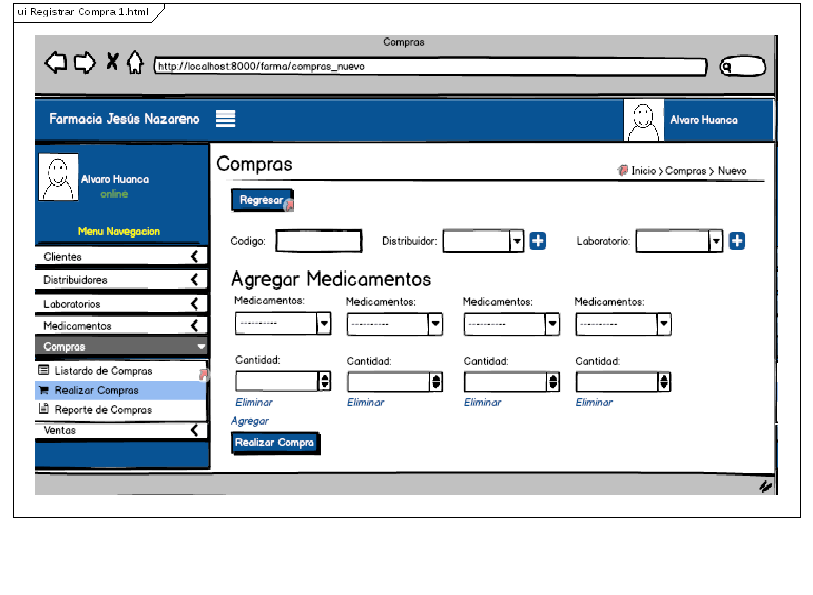 ui Registrar Compra 1.html
Compras
http://localhost:8000/farma/compras_nuevo
Farmacia Jesús Nazareno
Alvaro Huanca
Alvaro Huanca
online
Menu Navegacion
Clientes
Distribuidores
Laboratorios
Medicamentos
Compras
Listardo de Compras
Realizar Compras
Reporte de Compras
Ventas
Compras
Inicio > Compras > Nuevo
Regresar
Codigo: Distribuidor: Laboratorio:
Agregar Medicamentos
Medicamentos: Medicamentos: Medicamentos: Medicamentos:
---------- ---------- ---------- ----------
Cantidad: Cantidad: Cantidad: Cantidad:
Eliminar Eliminar Eliminar Eliminar
Agregar
Realizar Compra